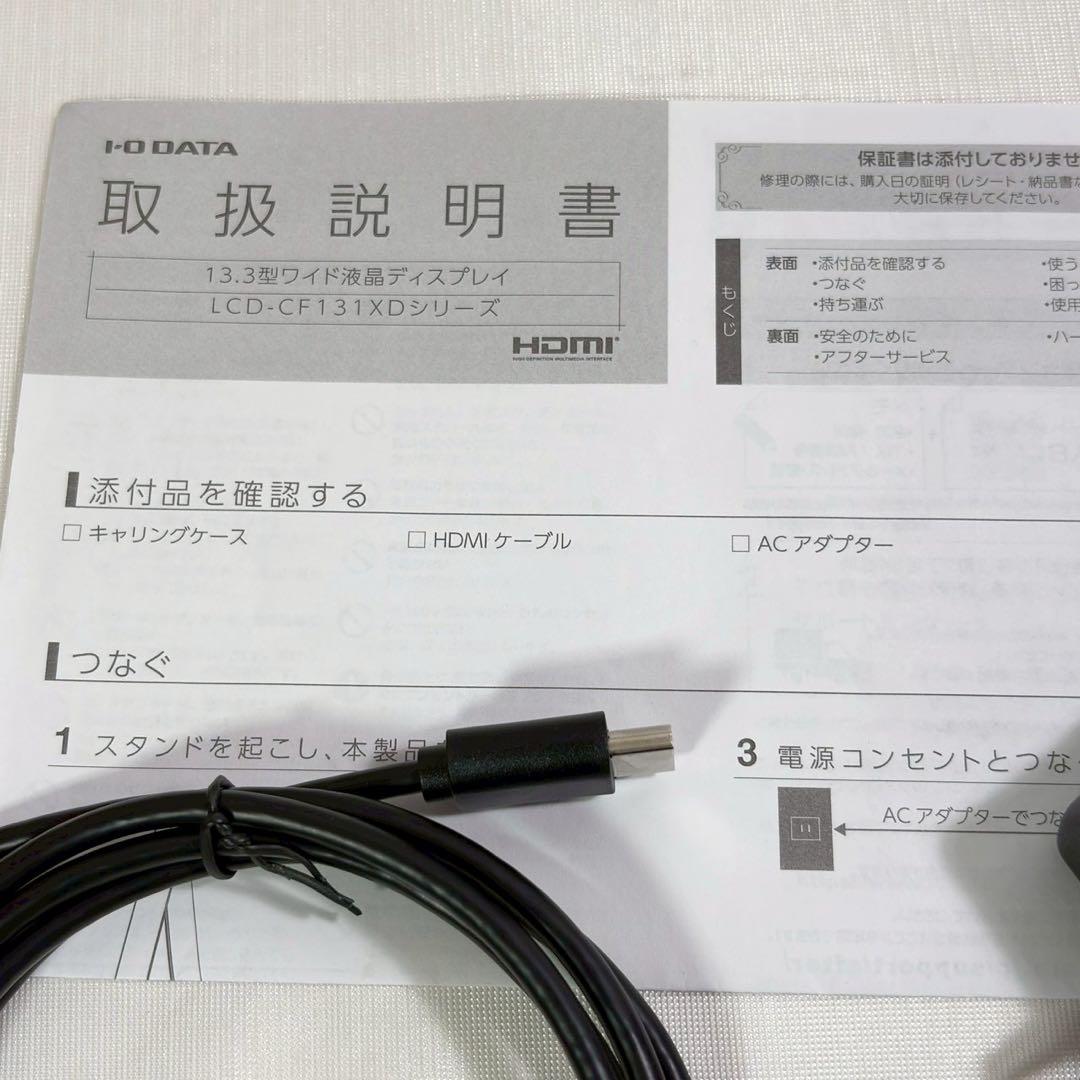 I-O DATA
取扱説明書
13.3型ワイド液晶ディスプレイ
LCD-CF131XDシリーズ
HDMI
HIGH DEFINITION MULTIMEDIA INTERFACE
保証書は添付しておりませ
修理の際には、購入日の証明（レシート・納品書
大切に保存してください。
もくじ
表面 ・添付品を確認する ・使う
・つなぐ ・困っ
・持ち運ぶ ・使用
裏面 ・安全のために ・ハー
・アフターサービス
添付品を確認する
□ キャリングケース □ HDMI ケーブル □ AC アダプター
つなぐ
1 スタンドを起こし、本製品
3 電源コンセントとつな
AC アダプターでつな